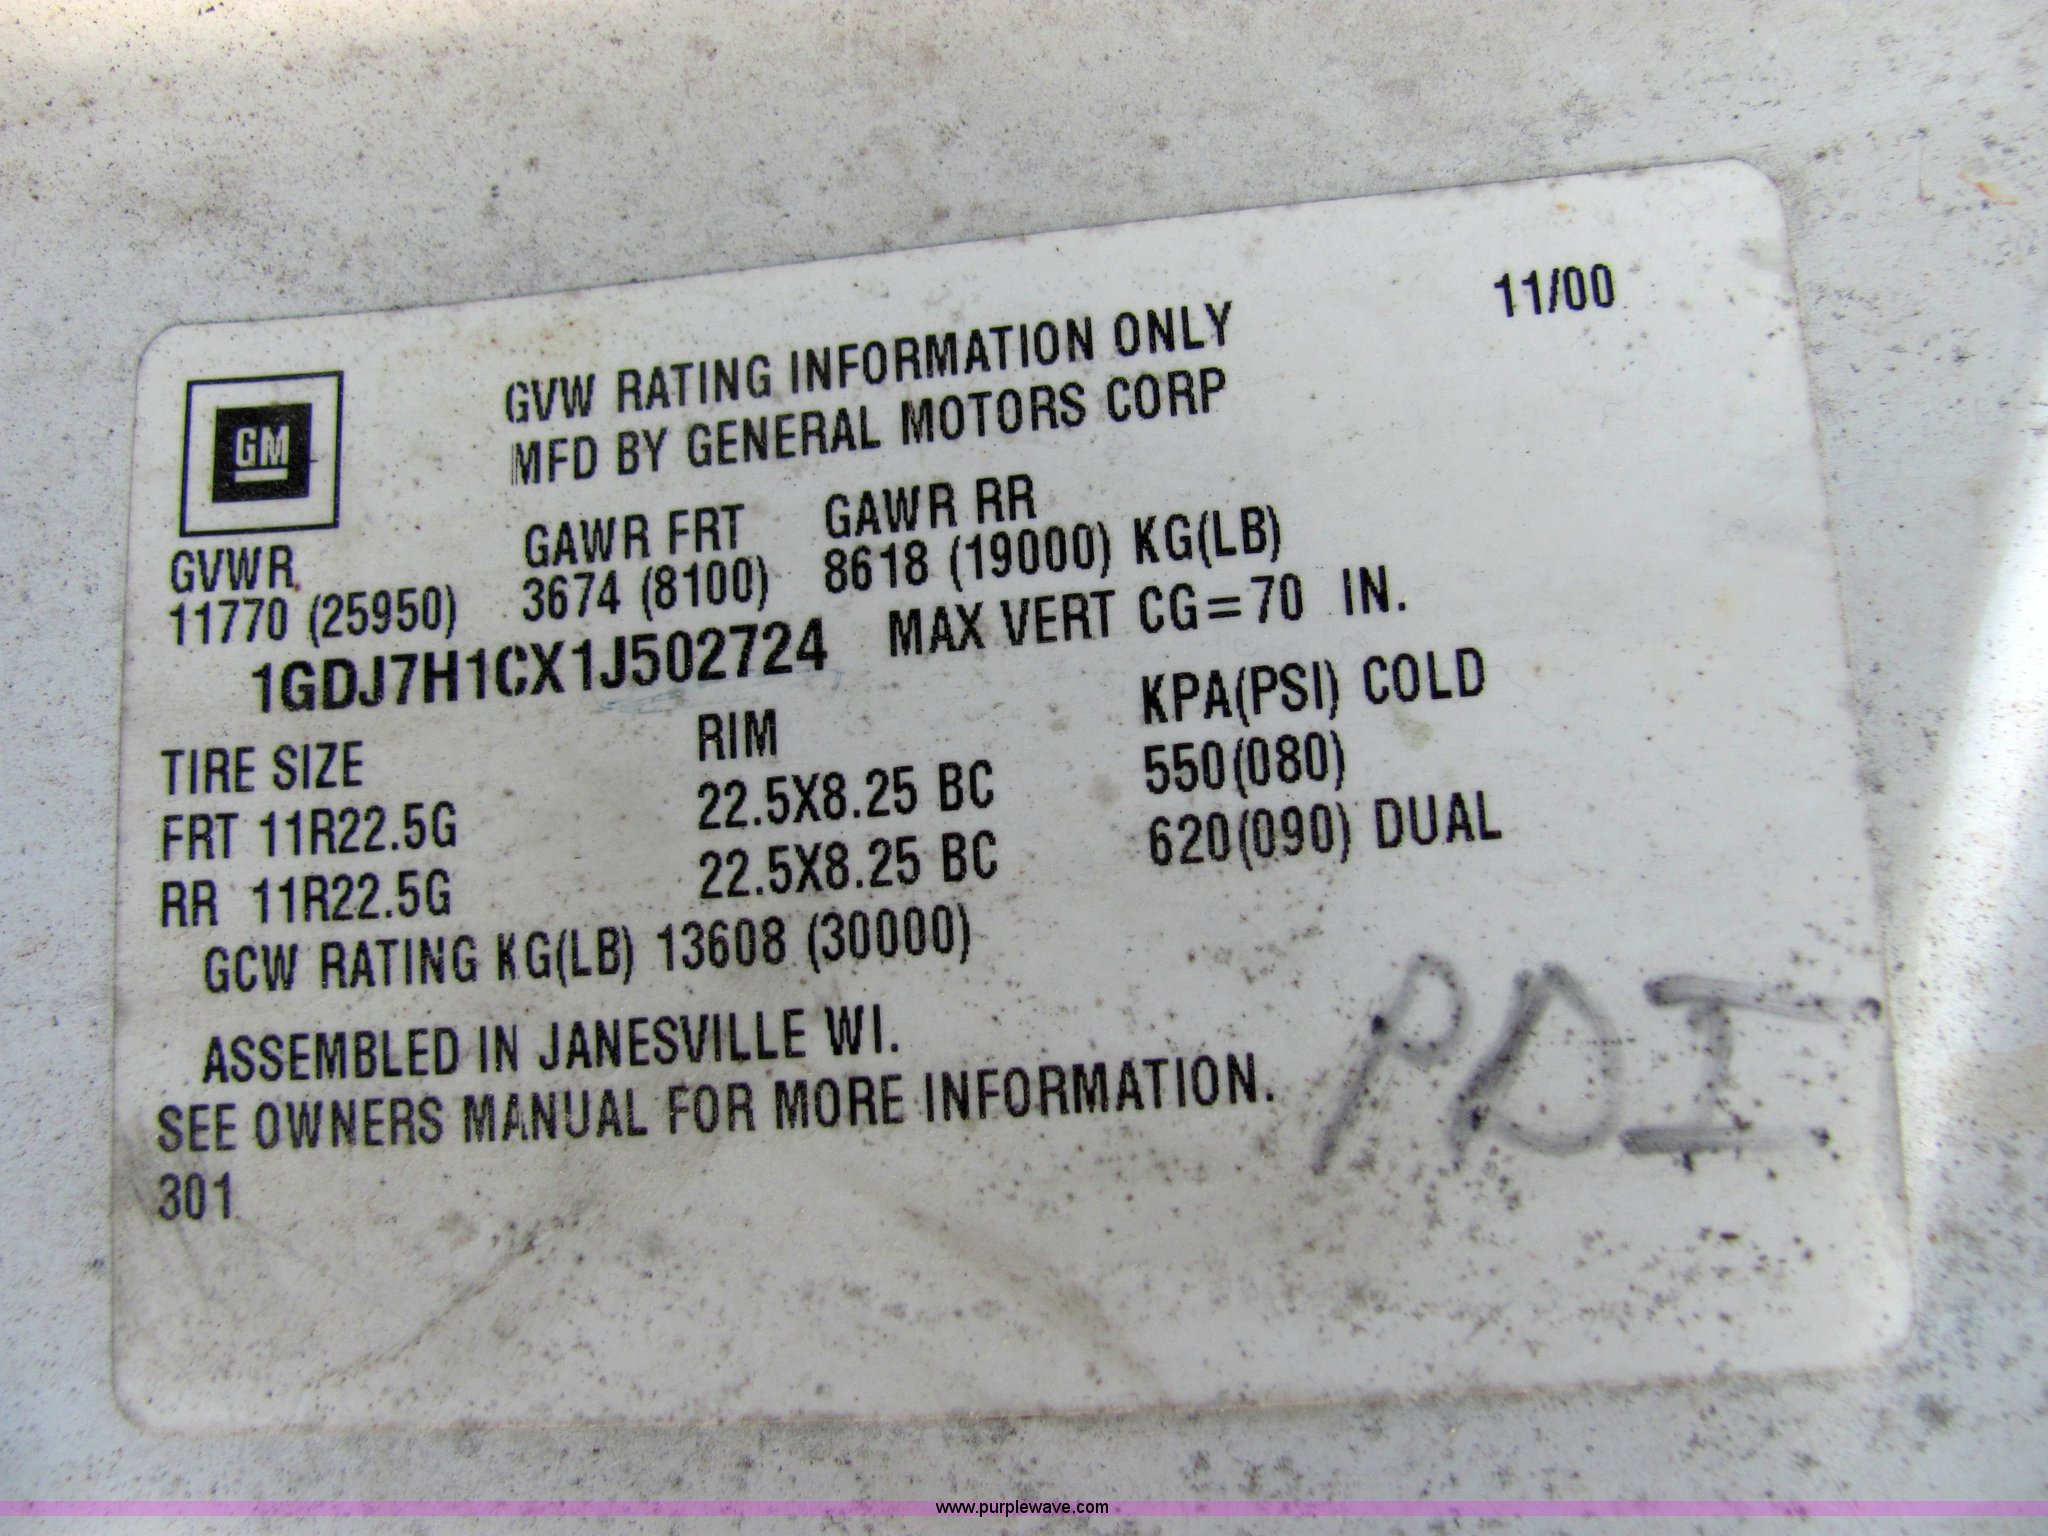 11/00
GM
GVW RATING INFORMATION ONLY
MFD BY GENERAL MOTORS CORP
GVWR GAWR FRT GAWR RR
11770 (25950) 3674 (8100) 8618 (19000) KG(LB)
1GDJ7H1CX1J502724 MAX VERT CG=70 IN.
TIRE SIZE RIM KPA(PSI) COLD
FRT 11R22.5G 22.5X8.25 BC 550(080)
RR 11R22.5G 22.5X8.25 BC 620(090) DUAL
GCW RATING KG(LB) 13608 (30000)
ASSEMBLED IN JANESVILLE WI.
SEE OWNERS MANUAL FOR MORE INFORMATION.
301
PDI
www.purplewave.com